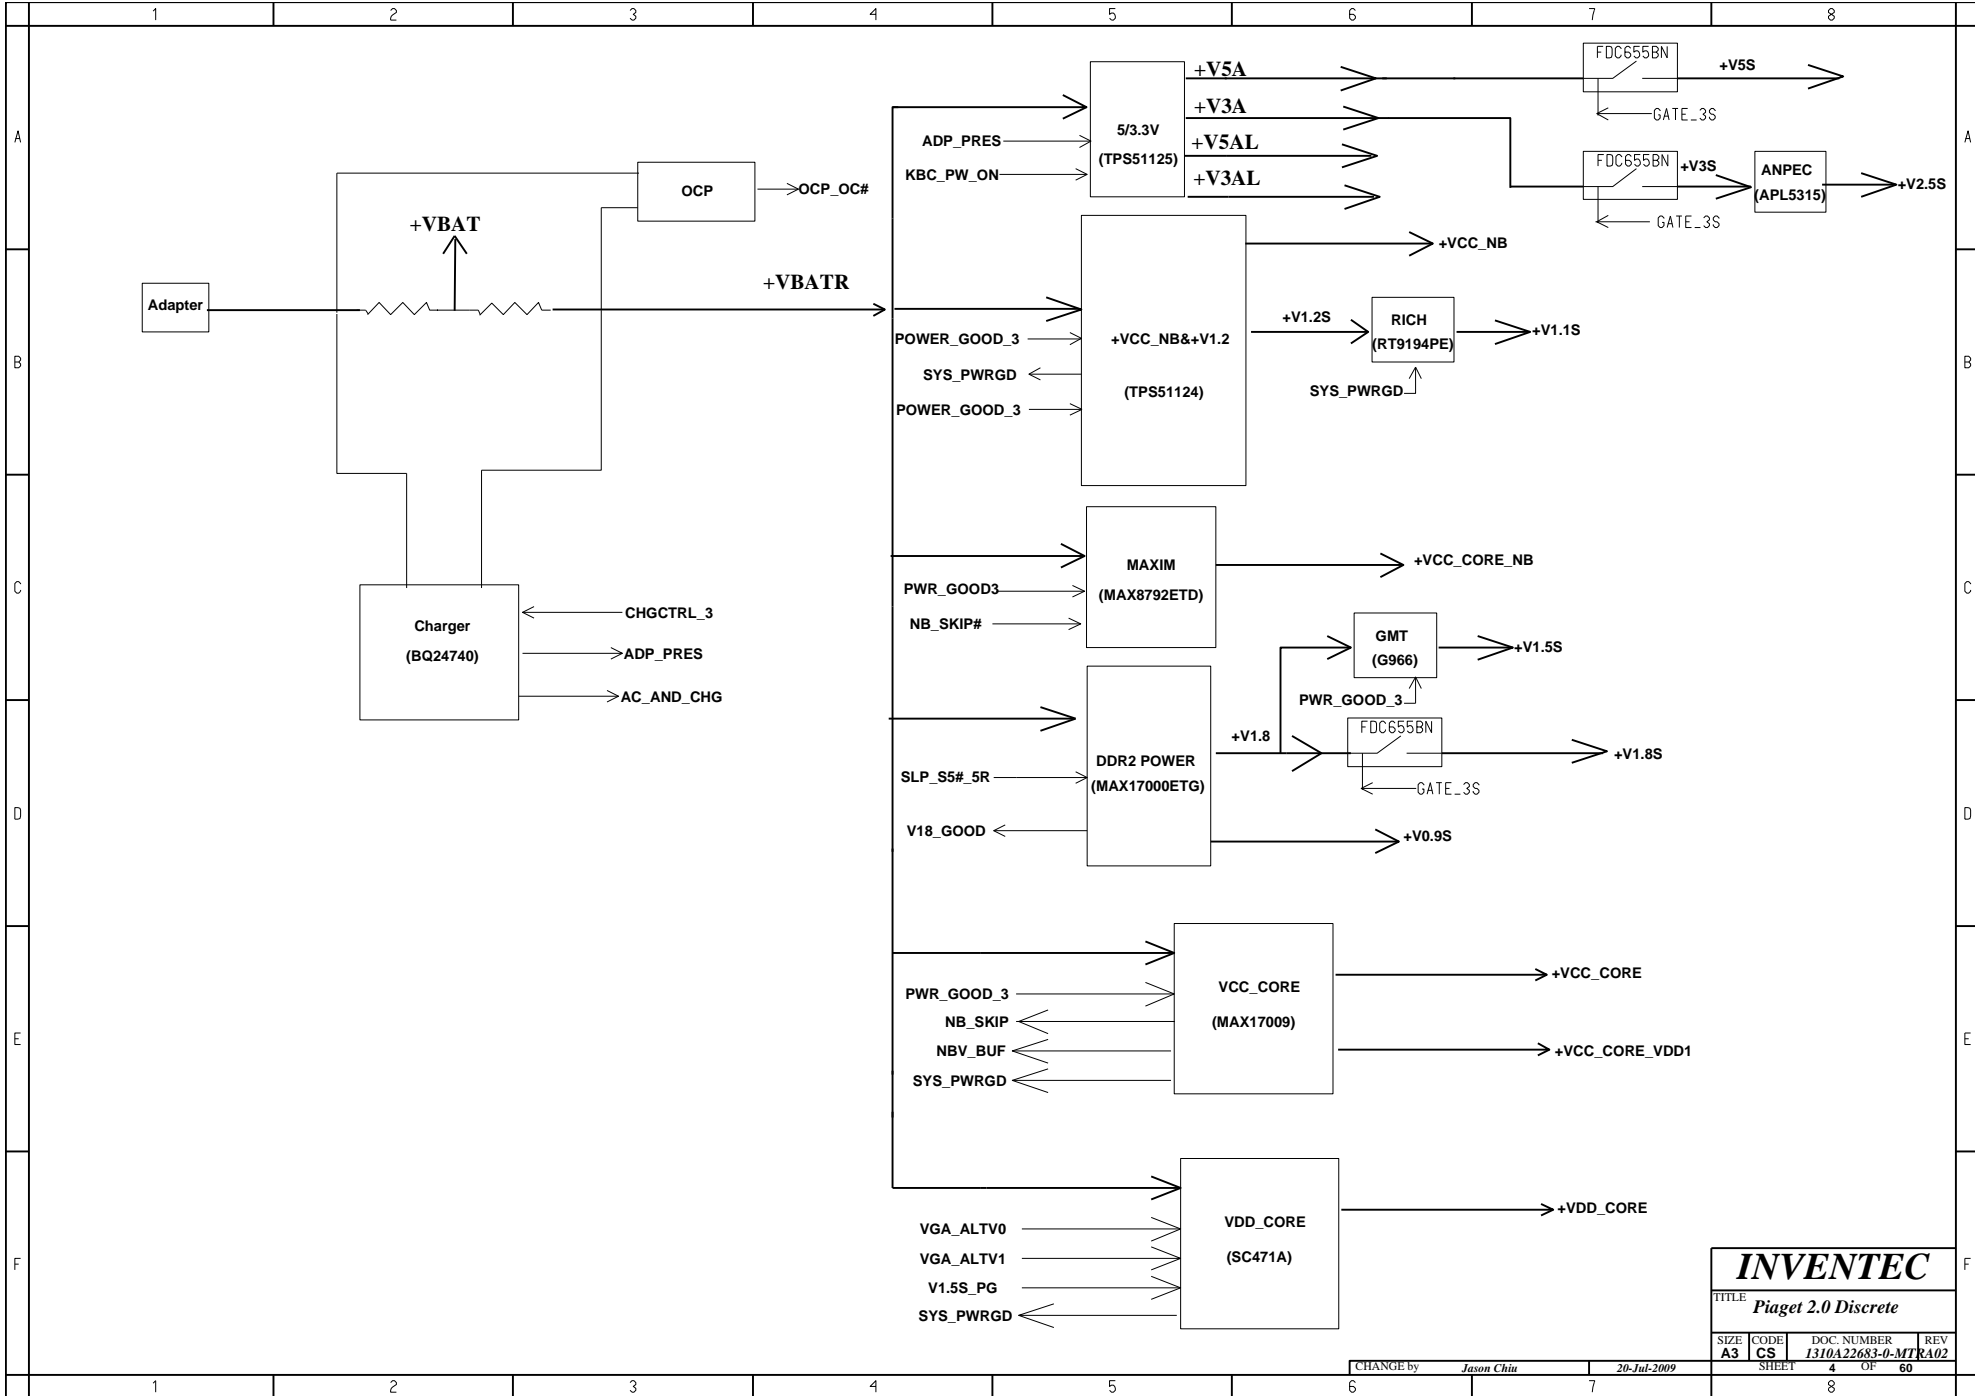 1 2 3 4 5 6 7 8
A A
B B
C C
D D
E E
F F
Adapter
+VBAT
+VBATR
OCP
OCP_OC#
Charger
(BQ24740)
CHGCTRL_3
ADP_PRES
AC_AND_CHG
ADP_PRES
KBC_PW_ON
5/3.3V
(TPS51125)
+V5A
+V3A
+V5AL
+V3AL
FDC655BN
GATE_3S
+V5S
FDC655BN
GATE_3S
+V3S
ANPEC
(APL5315)
+V2.5S
POWER_GOOD_3
SYS_PWRGD
POWER_GOOD_3
+VCC_NB&+V1.2
(TPS51124)
+VCC_NB
+V1.2S
RICH
(RT9194PE)
SYS_PWRGD
+V1.1S
PWR_GOOD3
NB_SKIP#
MAXIM
(MAX8792ETD)
+VCC_CORE_NB
SLP_S5#_5R
V18_GOOD
DDR2 POWER
(MAX17000ETG)
+V1.8
GMT
(G966)
PWR_GOOD_3
+V1.5S
FDC655BN
GATE_3S
+V1.8S
+V0.9S
PWR_GOOD_3
NB_SKIP
NBV_BUF
SYS_PWRGD
VCC_CORE
(MAX17009)
+VCC_CORE
+VCC_CORE_VDD1
VGA_ALTV0
VGA_ALTV1
V1.5S_PG
SYS_PWRGD
VDD_CORE
(SC471A)
+VDD_CORE
INVENTEC
TITLE
Piaget 2.0 Discrete
SIZE CODE DOC. NUMBER REV
A3 CS 1310A22683-0-MTRA02
CHANGE by Jason Chiu 20-Jul-2009 SHEET 4 OF 60
1 2 3 4 5 6 7 8